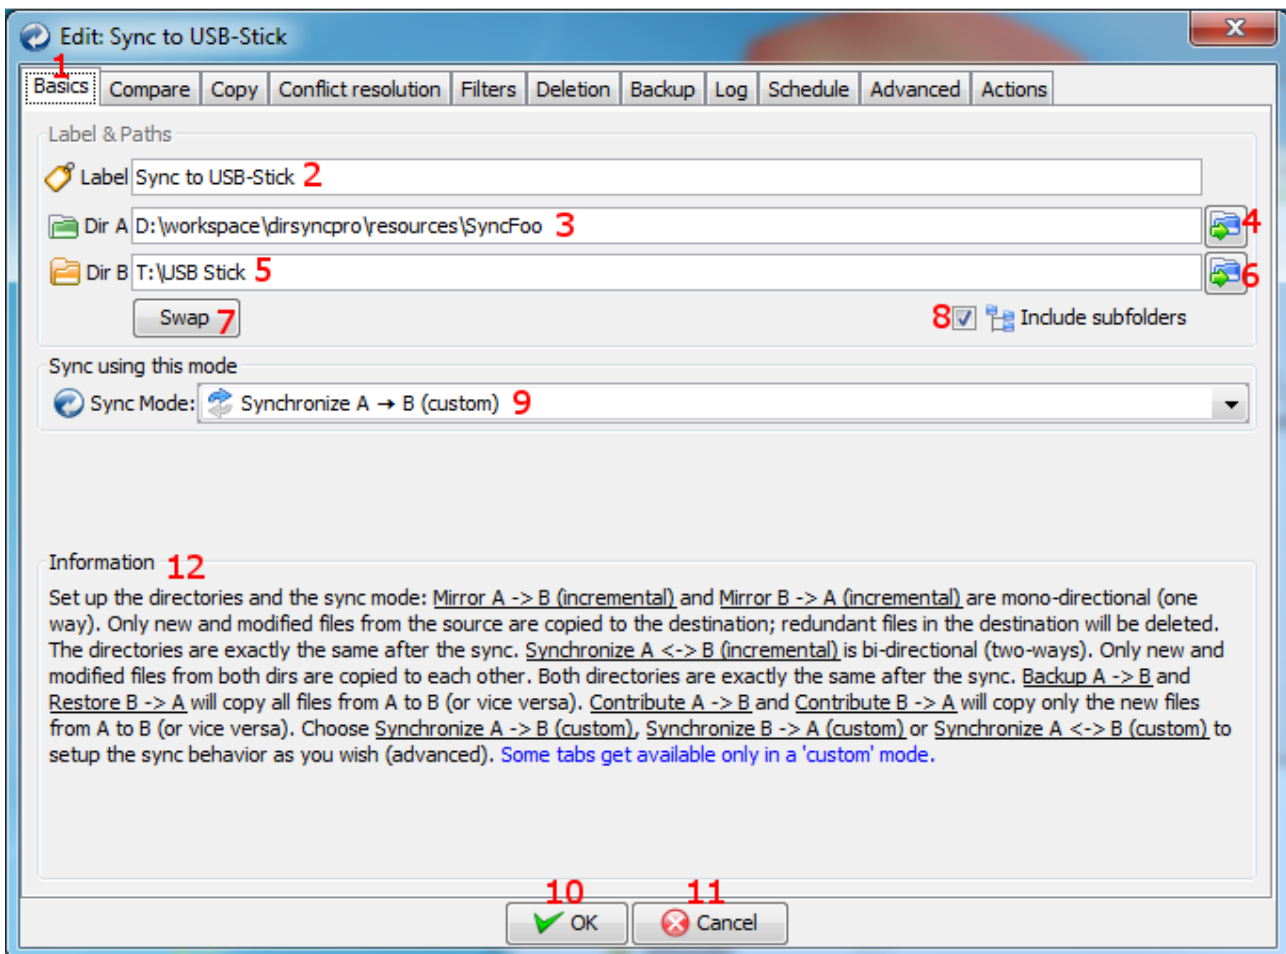 Edit: Sync to USB-Stick
x
1
Basics Compare Copy Conflict resolution Filters Deletion Backup Log Schedule Advanced Actions
Label & Paths
Label Sync to USB-Stick 2
Dir A D:\workspace\dirsyncpro\resources\SyncFoo 3 4
Dir B T:\USB Stick 5 6
Swap 7 8 Include subfolders
Sync using this mode
Sync Mode: Synchronize A → B (custom) 9
Information 12
Set up the directories and the sync mode: Mirror A -> B (incremental) and Mirror B -> A (incremental) are mono-directional (one
way). Only new and modified files from the source are copied to the destination; redundant files in the destination will be deleted.
The directories are exactly the same after the sync. Synchronize A <-> B (incremental) is bi-directional (two-ways). Only new and
modified files from both dirs are copied to each other. Both directories are exactly the same after the sync. Backup A -> B and
Restore B -> A will copy all files from A to B (or vice versa). Contribute A -> B and Contribute B -> A will copy only the new files
from A to B (or vice versa). Choose Synchronize A -> B (custom), Synchronize B -> A (custom) or Synchronize A <-> B (custom) to
setup the sync behavior as you wish (advanced). Some tabs get available only in a 'custom' mode.
10 11
OK Cancel